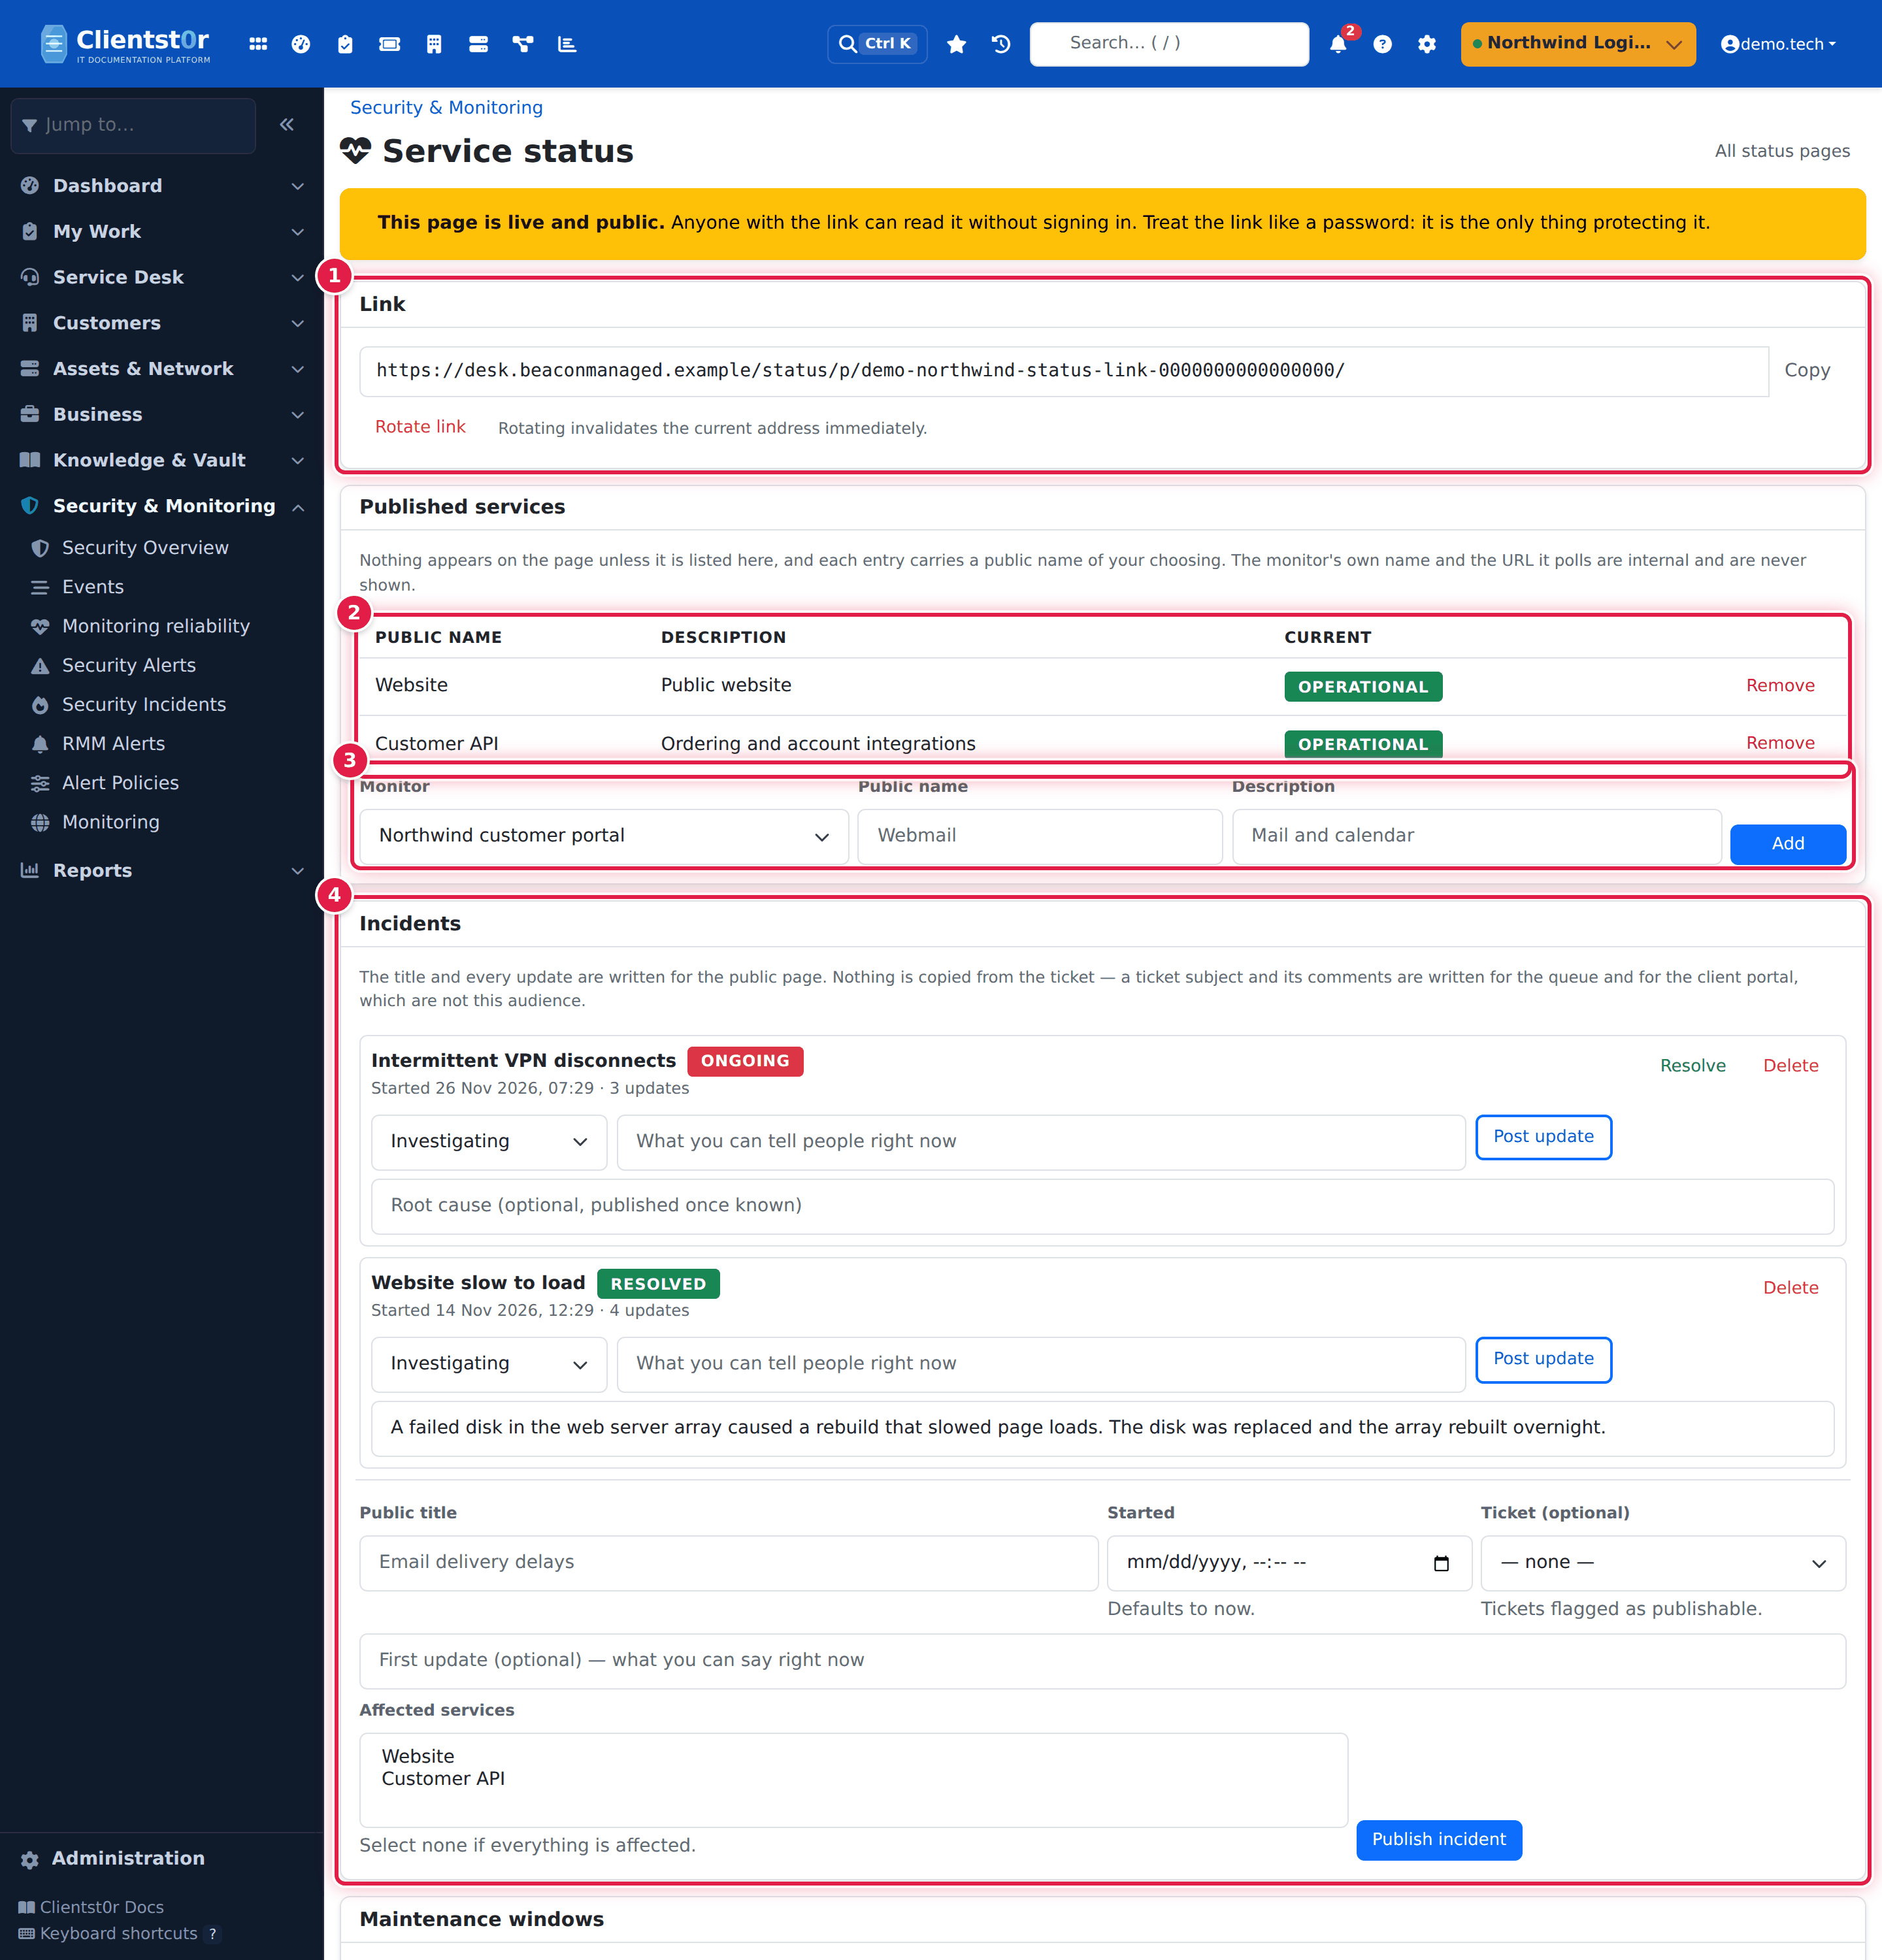 Clientst0r
IT DOCUMENTATION PLATFORM
Ctrl K
Search... ( / )
2
?
Northwind Logi...
demo.tech
Jump to...
Dashboard
My Work
Service Desk
Customers
Assets & Network
Business
Knowledge & Vault
Security & Monitoring
Security Overview
Events
Monitoring reliability
Security Alerts
Security Incidents
RMM Alerts
Alert Policies
Monitoring
Reports
Administration
Clientst0r Docs
Keyboard shortcuts ?
Security & Monitoring
Service status
All status pages
This page is live and public. Anyone with the link can read it without signing in. Treat the link like a password: it is the only thing protecting it.
1
Link
https://desk.beaconmanaged.example/status/p/demo-northwind-status-link-0000000000000000/
Copy
Rotate link
Rotating invalidates the current address immediately.
Published services
Nothing appears on the page unless it is listed here, and each entry carries a public name of your choosing. The monitor's own name and the URL it polls are internal and are never
shown.
2
PUBLIC NAME DESCRIPTION CURRENT
Website Public website OPERATIONAL Remove
Customer API Ordering and account integrations OPERATIONAL Remove
3
Monitor Public name Description
Northwind customer portal Webmail Mail and calendar Add
4
Incidents
The title and every update are written for the public page. Nothing is copied from the ticket — a ticket subject and its comments are written for the queue and for the client portal,
which are not this audience.
Intermittent VPN disconnects ONGOING Resolve Delete
Started 26 Nov 2026, 07:29 · 3 updates
Investigating What you can tell people right now Post update
Root cause (optional, published once known)
Website slow to load RESOLVED Delete
Started 14 Nov 2026, 12:29 · 4 updates
Investigating What you can tell people right now Post update
A failed disk in the web server array caused a rebuild that slowed page loads. The disk was replaced and the array rebuilt overnight.
Public title Started Ticket (optional)
Email delivery delays mm/dd/yyyy, --:-- -- — none —
Defaults to now. Tickets flagged as publishable.
First update (optional) — what you can say right now
Affected services
Website
Customer API
Select none if everything is affected.
Publish incident
Maintenance windows